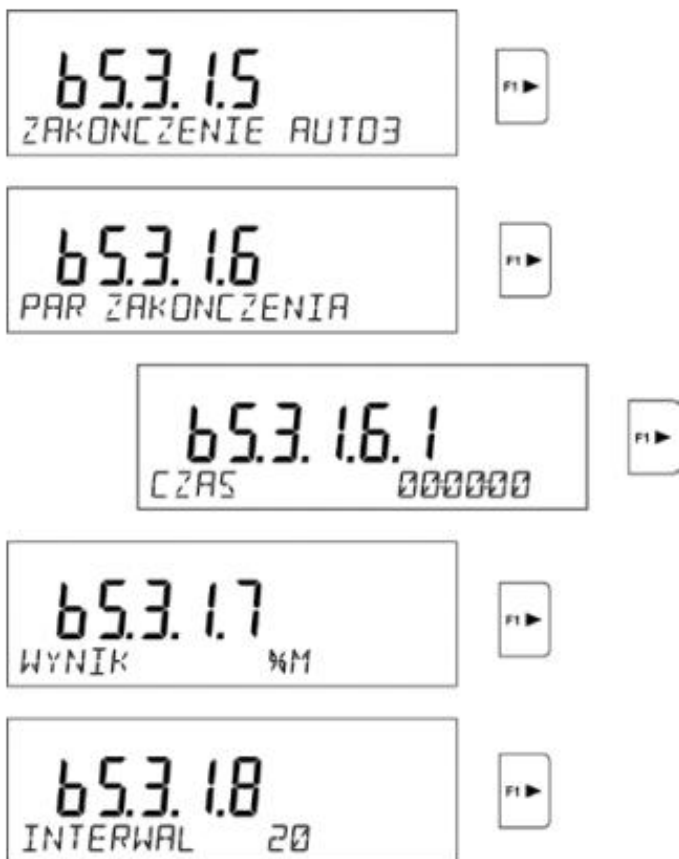 b5.3.1.5
ZAKONCZENIE AUTO3
F1 ►
b5.3.1.6
PAR ZAKONCZENIA
F1 ►
b5.3.1.6.1
CZAS 000000
F1 ►
b5.3.1.7
WYNIK %M
F1 ►
b5.3.1.8
INTERWAL 20
F1 ►